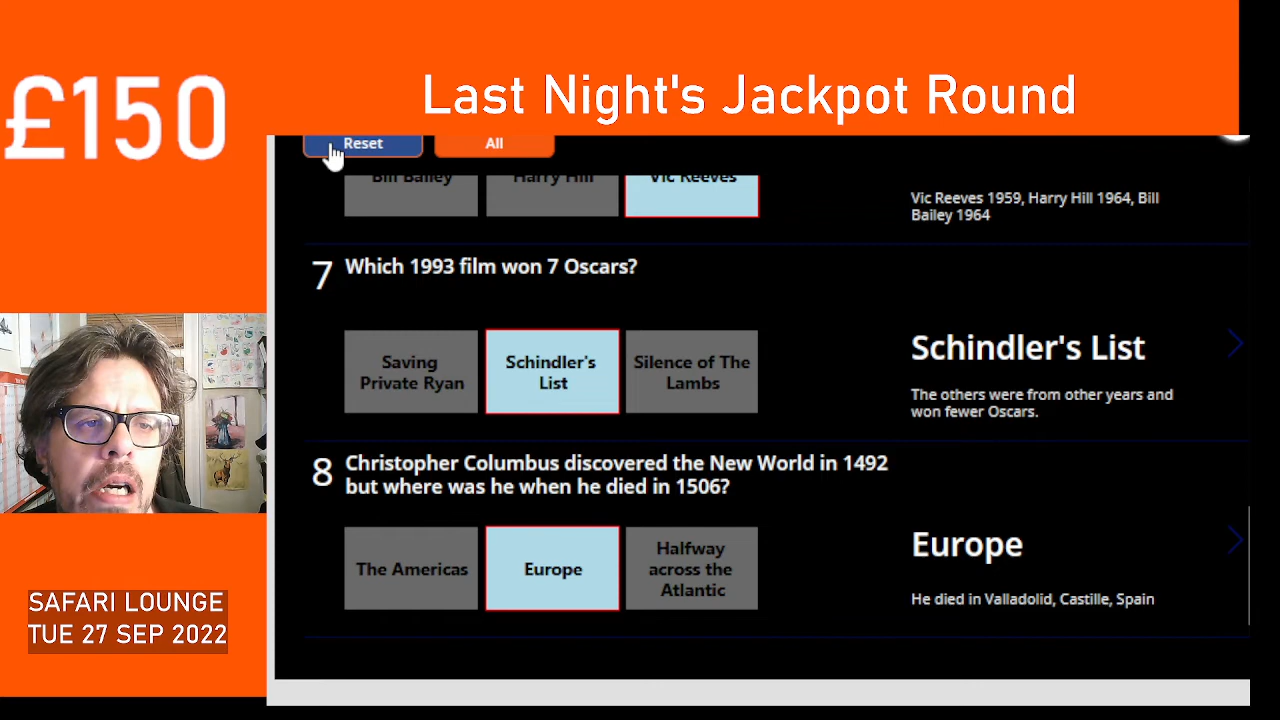 £150
Last Night's Jackpot Round
Reset
All
Bill Bailey
Harry Hill
Vic Reeves
Vic Reeves 1959, Harry Hill 1964, Bill
Bailey 1964
7
Which 1993 film won 7 Oscars?
Saving
Private Ryan
Schindler's
List
Silence of The
Lambs
Schindler's List
The others were from other years and
won fewer Oscars.
8
Christopher Columbus discovered the New World in 1492
but where was he when he died in 1506?
The Americas
Europe
Halfway
across the
Atlantic
Europe
He died in Valladolid, Castille, Spain
SAFARI LOUNGE
TUE 27 SEP 2022